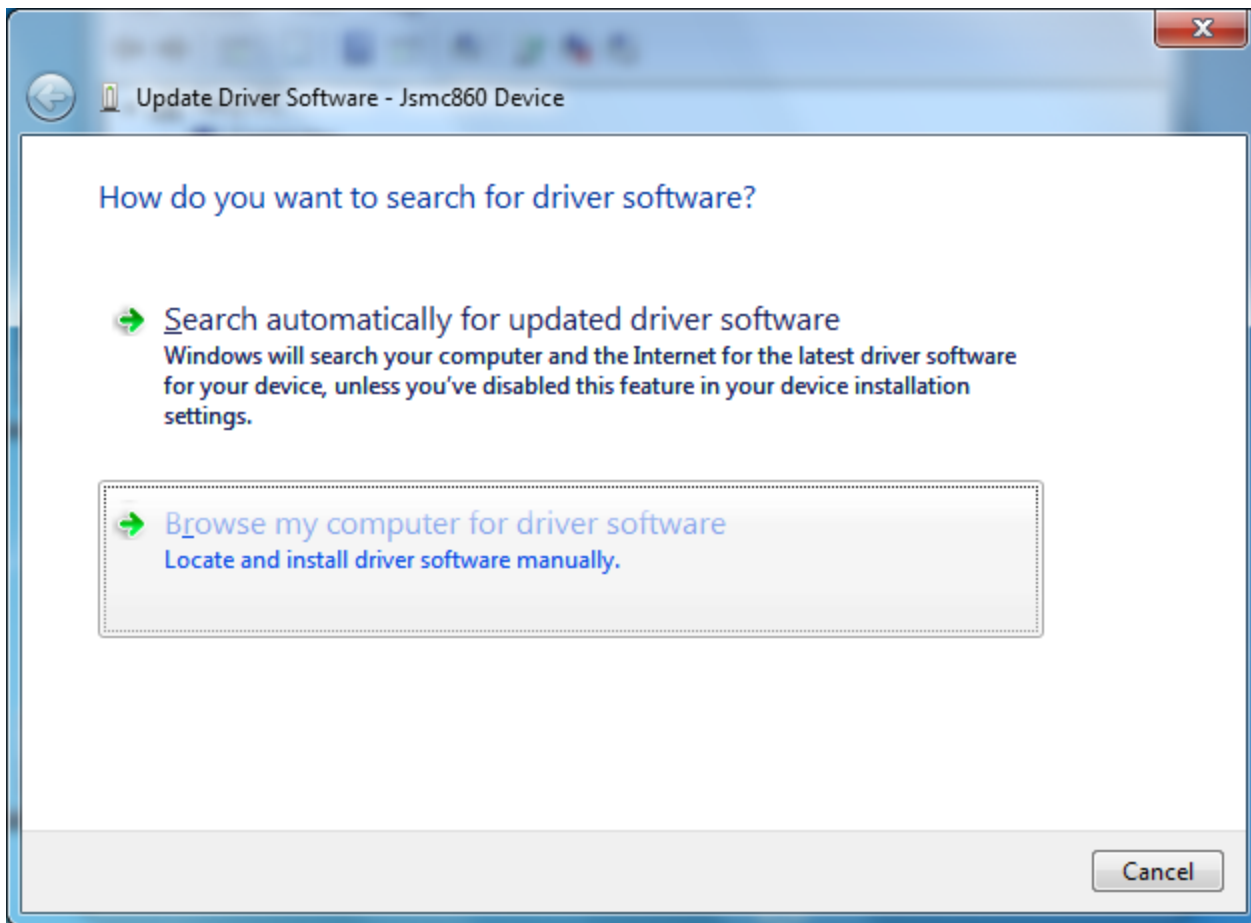 Update Driver Software - Jsmc860 Device
How do you want to search for driver software?
Search automatically for updated driver software
Windows will search your computer and the Internet for the latest driver software
for your device, unless you've disabled this feature in your device installation
settings.
Browse my computer for driver software
Locate and install driver software manually.
Cancel